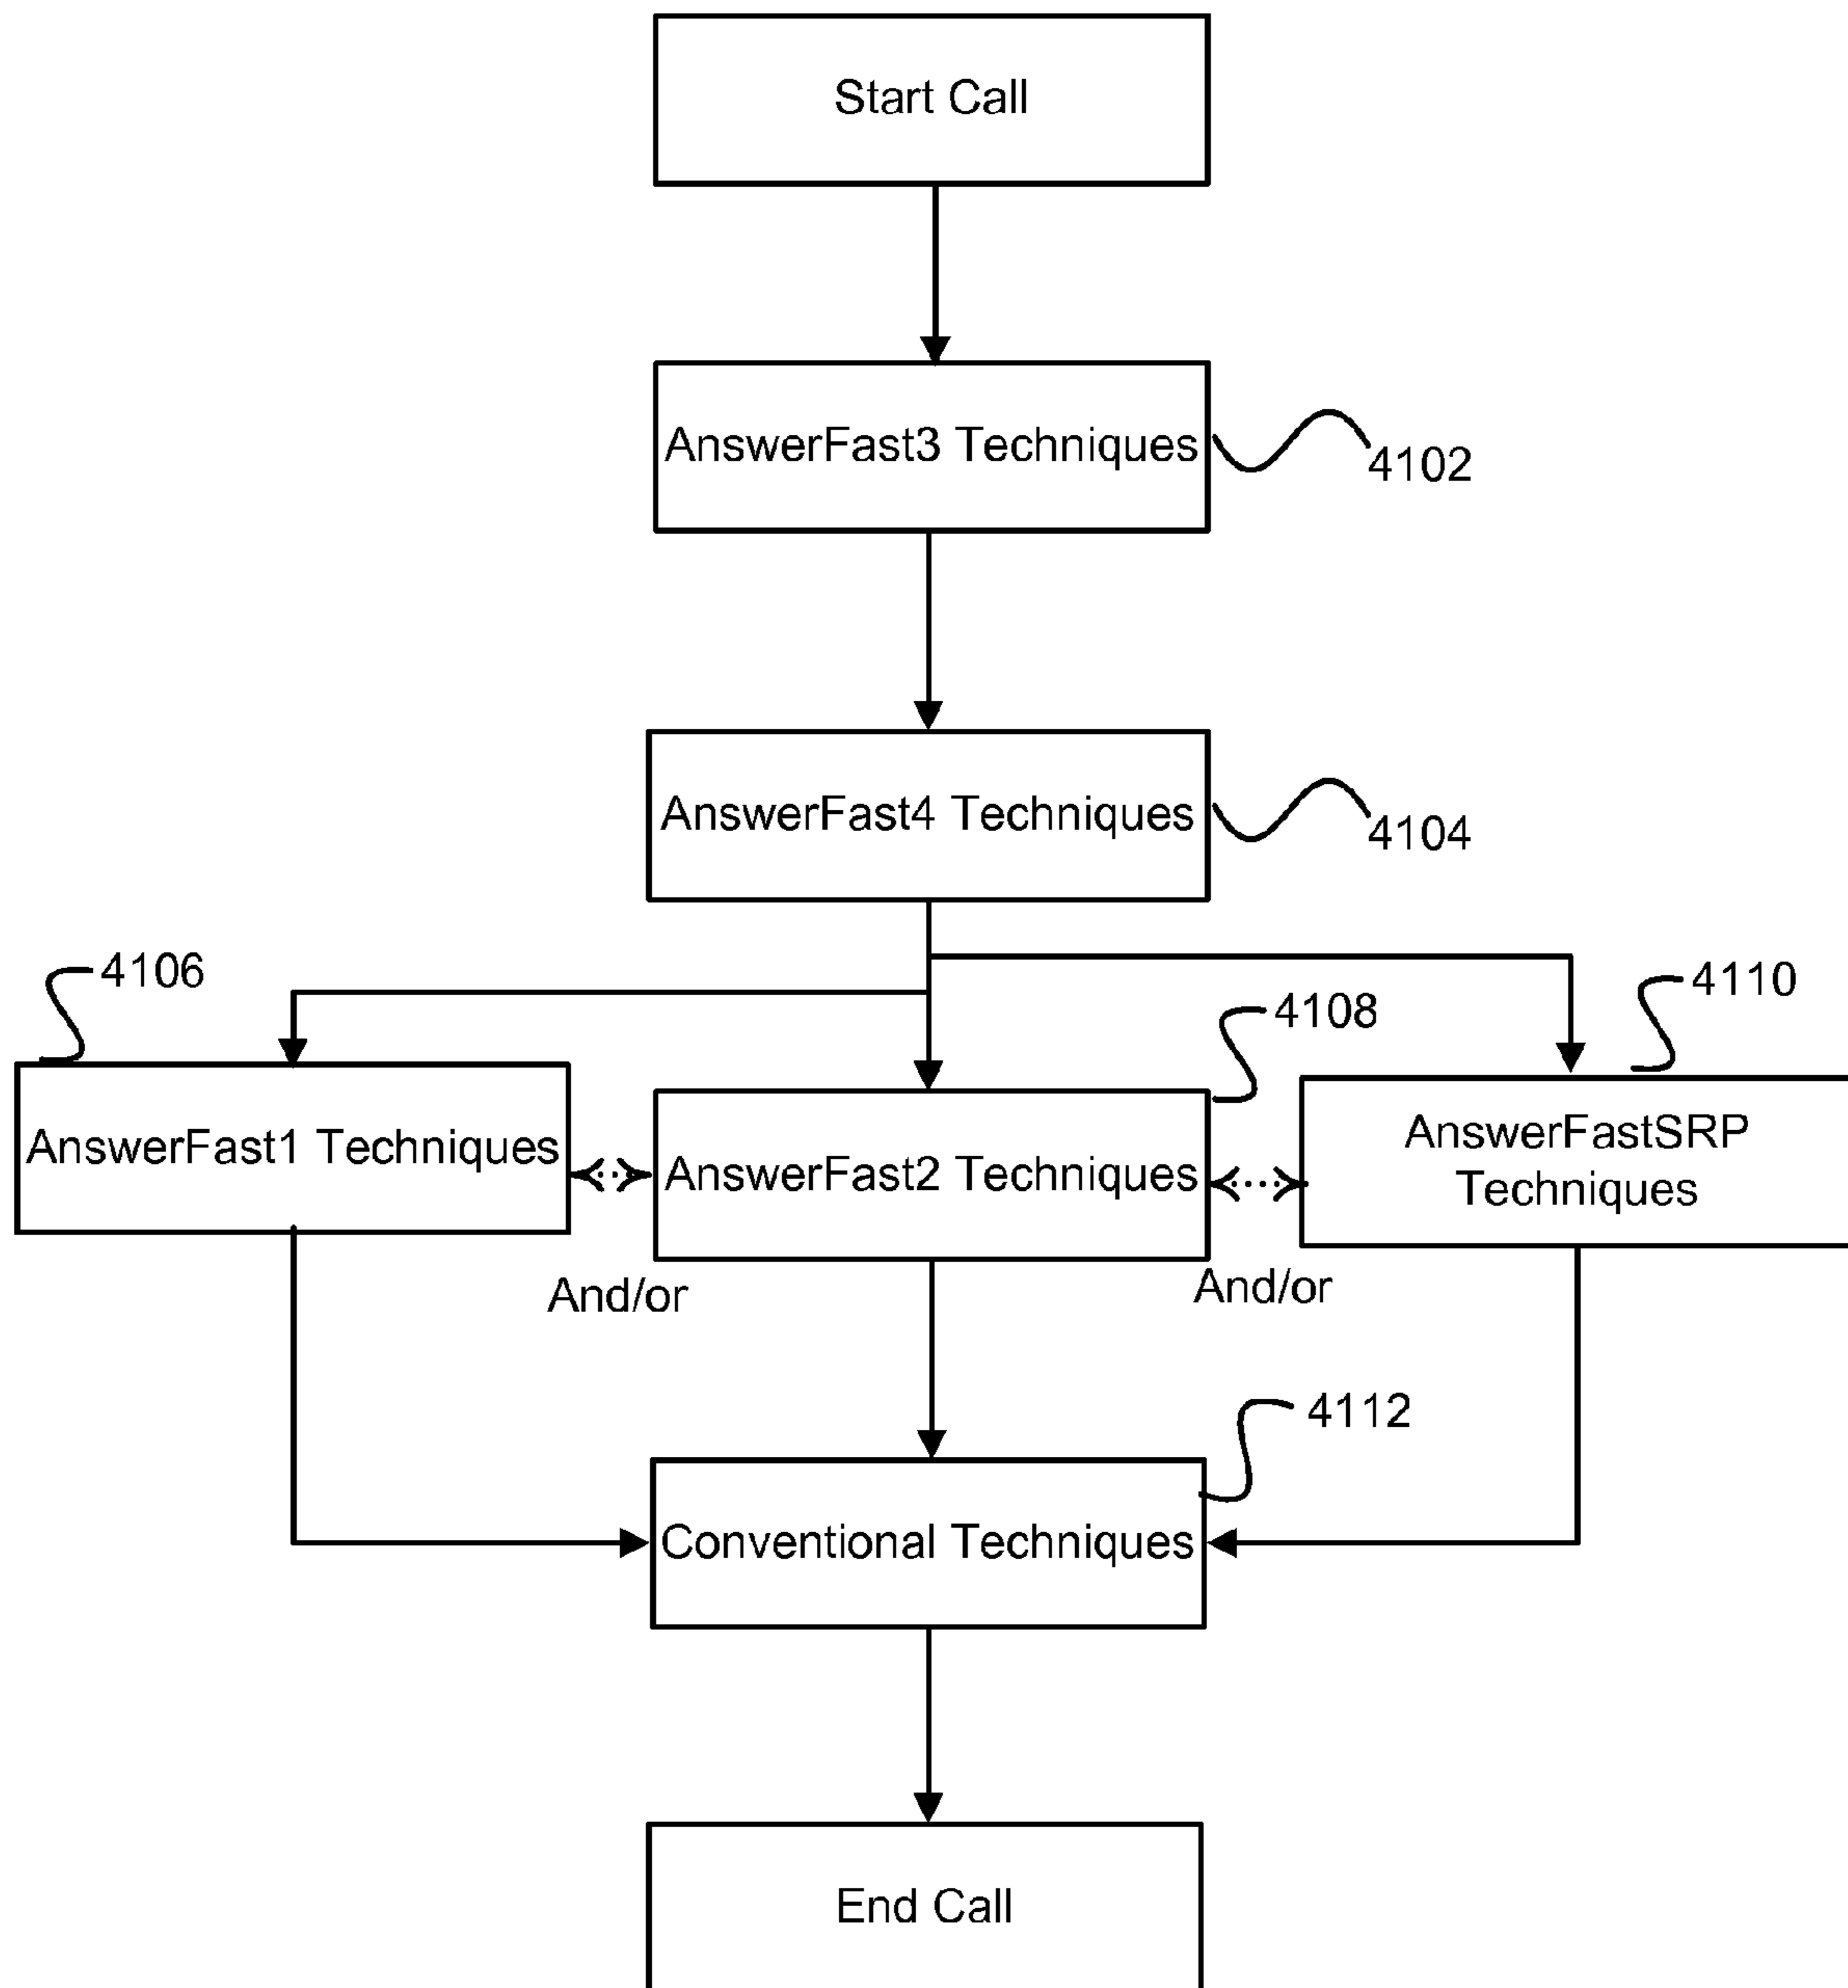 Start Call
AnswerFast3 Techniques
4102
AnswerFast4 Techniques
4104
4106
4108
4110
AnswerFast1 Techniques
AnswerFast2 Techniques
AnswerFastSRP
Techniques
And/or
And/or
4112
Conventional Techniques
End Call